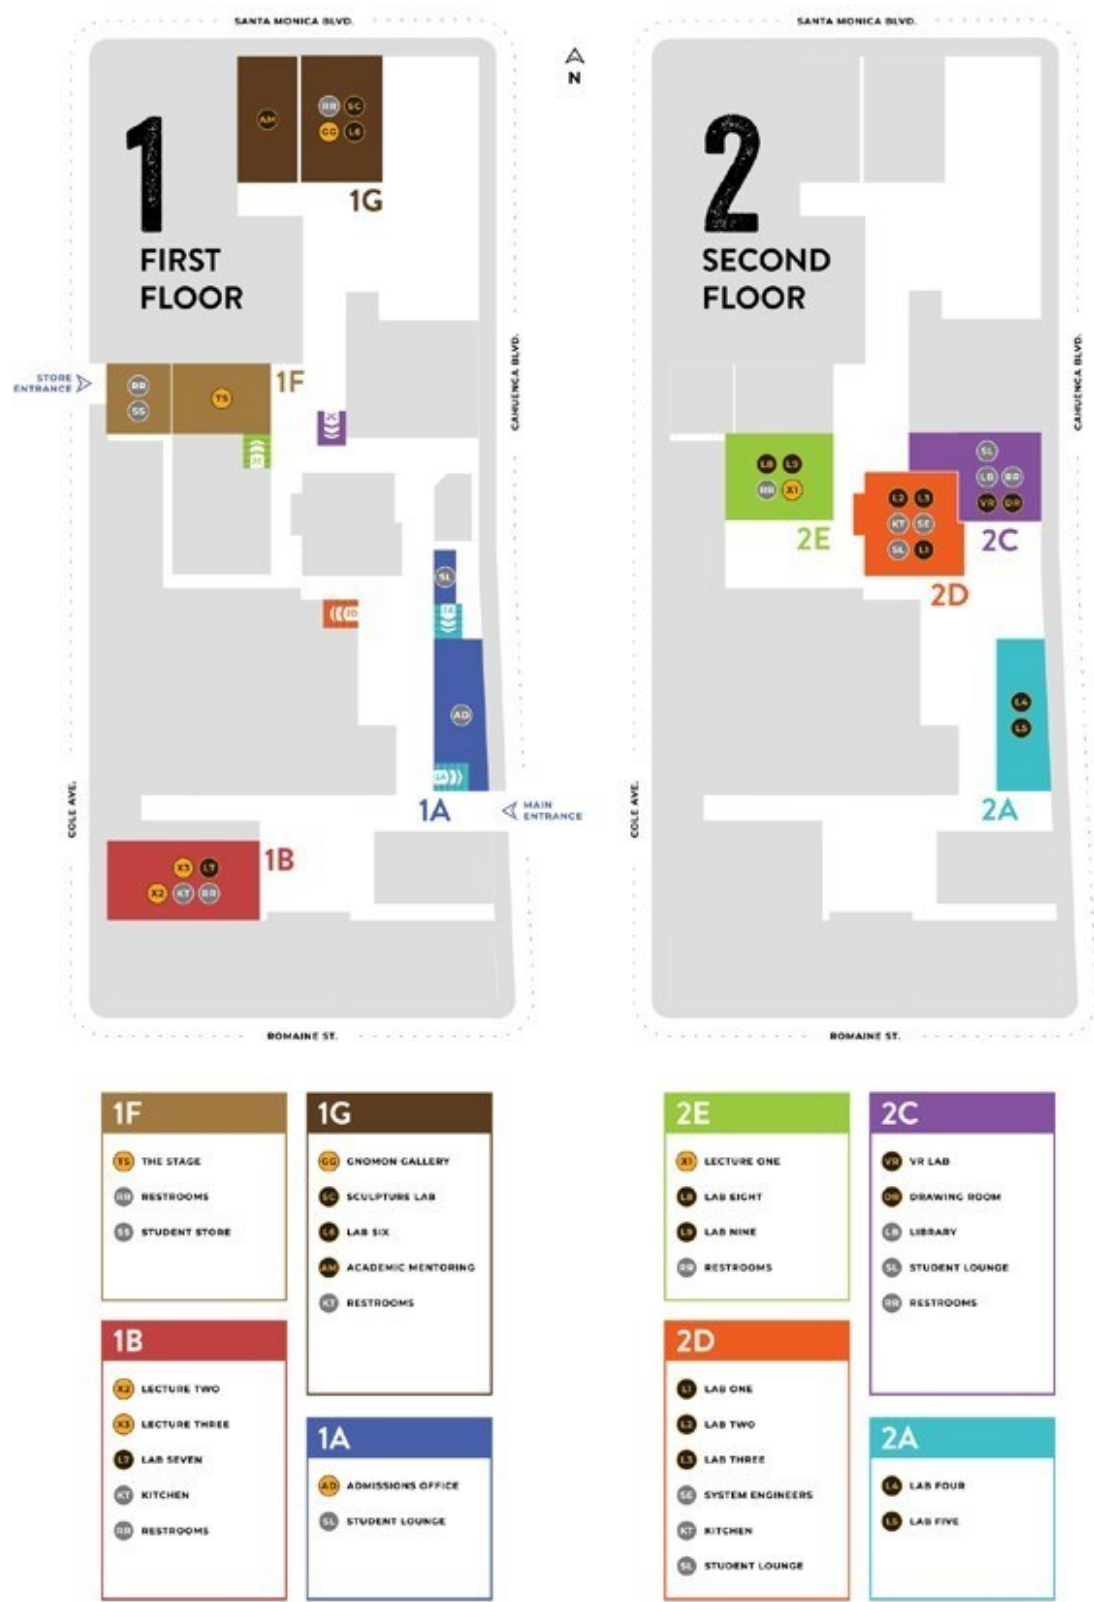 SANTA MONICA BLVD.
N
1
FIRST
FLOOR
AM
RR
SC
GG
L6
1G
STORE
ENTRANCE
RR
SS
TS
1F
2C
2E
CAHUENGA BLVD.
SL
2A
2D
AD
2A
1A
MAIN
ENTRANCE
COLE AVE.
X3
L7
X2
KT
RR
1B
ROMAINE ST.
SANTA MONICA BLVD.
2
SECOND
FLOOR
CAHUENGA BLVD.
L8
L9
RR
X1
2E
SL
LB
RR
VR
DR
2C
L2
L3
KT
SE
SL
L1
2D
L4
L5
2A
COLE AVE.
ROMAINE ST.
1F
TS THE STAGE
RR RESTROOMS
SS STUDENT STORE
1G
GG GNOMON GALLERY
SC SCULPTURE LAB
L6 LAB SIX
AM ACADEMIC MENTORING
KT RESTROOMS
1B
X2 LECTURE TWO
X3 LECTURE THREE
L7 LAB SEVEN
KT KITCHEN
RR RESTROOMS
1A
AD ADMISSIONS OFFICE
SL STUDENT LOUNGE
2E
X1 LECTURE ONE
L8 LAB EIGHT
L9 LAB NINE
RR RESTROOMS
2C
VR VR LAB
DR DRAWING ROOM
LB LIBRARY
SL STUDENT LOUNGE
RR RESTROOMS
2D
L1 LAB ONE
L2 LAB TWO
L3 LAB THREE
SE SYSTEM ENGINEERS
KT KITCHEN
SL STUDENT LOUNGE
2A
L4 LAB FOUR
L5 LAB FIVE